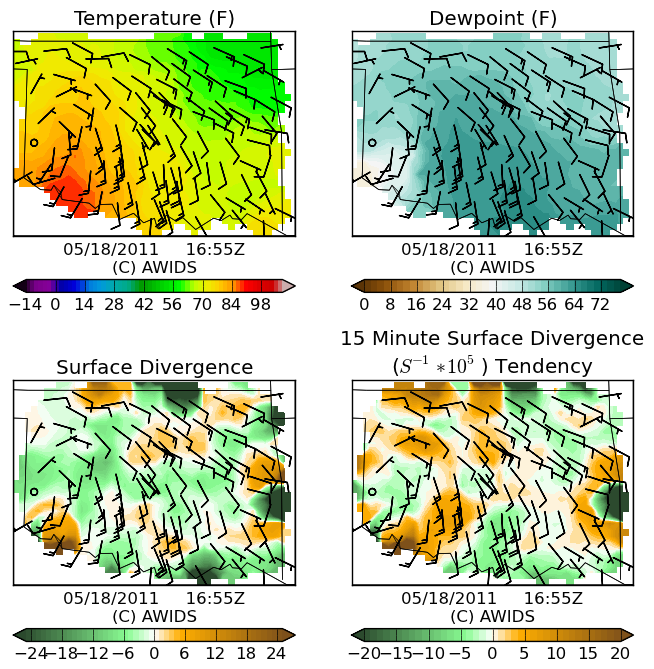 Temperature (F)
Dewpoint (F)
05/18/2011 16:55Z
(C) AWIDS
05/18/2011 16:55Z
(C) AWIDS
−14 0 14 28 42 56 70 84 98
0 8 16 24 32 40 48 56 64 72
Surface Divergence
15 Minute Surface Divergence
(S⁻¹ ∗10⁵ ) Tendency
05/18/2011 16:55Z
(C) AWIDS
05/18/2011 16:55Z
(C) AWIDS
−24 −18 −12 −6 0 6 12 18 24
−20 −15 −10 −5 0 5 10 15 20